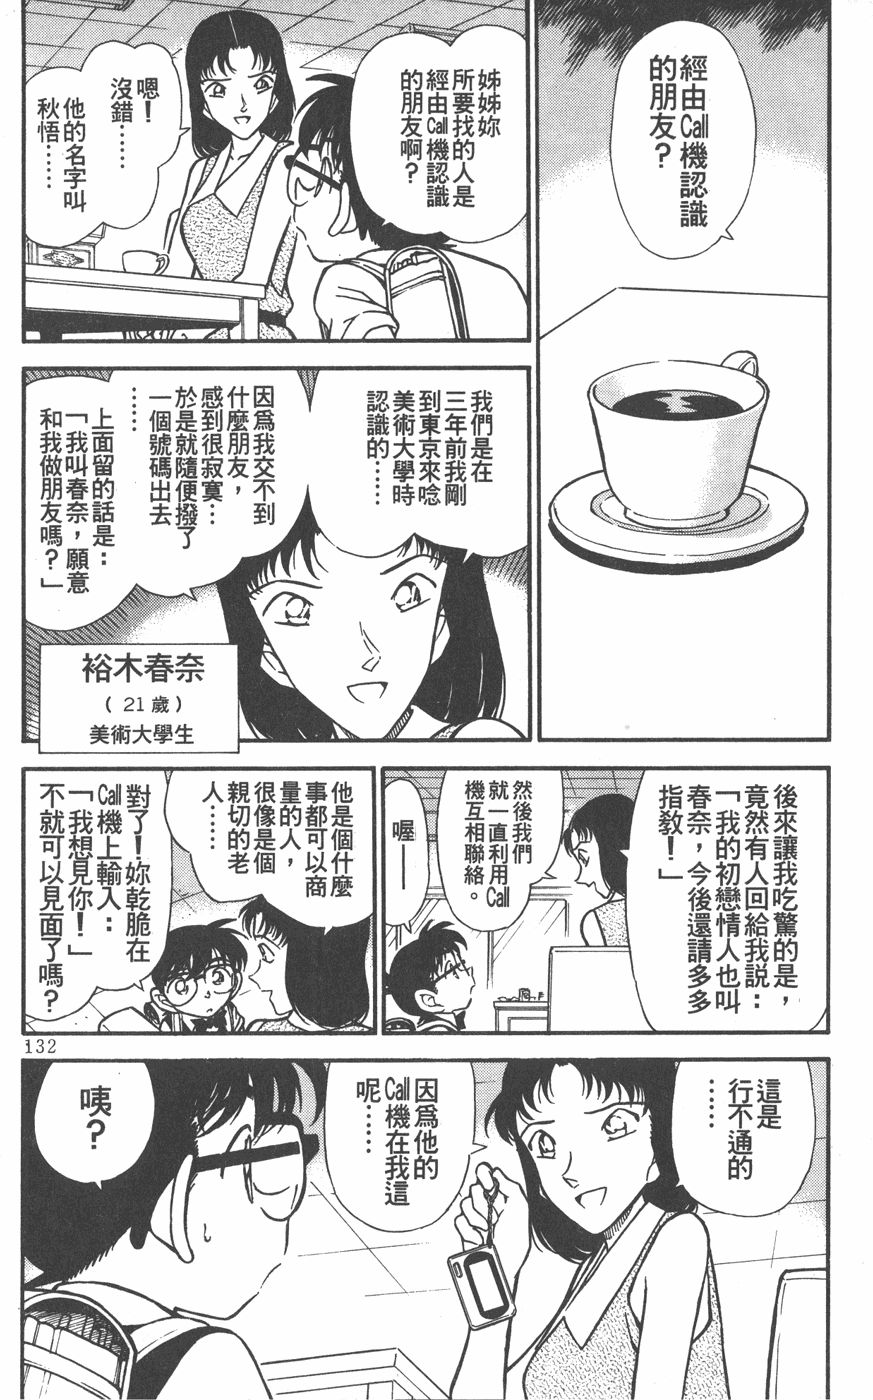 經由Call機認識
的朋友？
姊姊妳
所要找的人是
經由Call機認識
的朋友啊？
嗯！
沒錯……
他的名字叫
秋悟……
我們是在
三年前我剛
到東京來唸
美術大學時
認識的……
因爲我交不到
什麼朋友，
感到很寂寞…
於是就隨便撥了
一個號碼出去
……
上面留的話是：
「我叫春奈，願意
和我做朋友嗎？」
裕木春奈
（21歲）
美術大學生
後來讓我吃驚的是，
竟然有人回給我説：
「我的初戀情人也叫
春奈，今後還請多多
指教！」
然後我們
就一直利用Call
機互相聯絡。
喔——
他是個什麼
事都可以商
量的人，
很像是個
親切的老
人……
對了！妳乾脆在
Call機上輸入：
「我想見你！」
不就可以見面了嗎？
132
這是
行不通的
……
因爲他的
Call機在我這
呢……
咦？